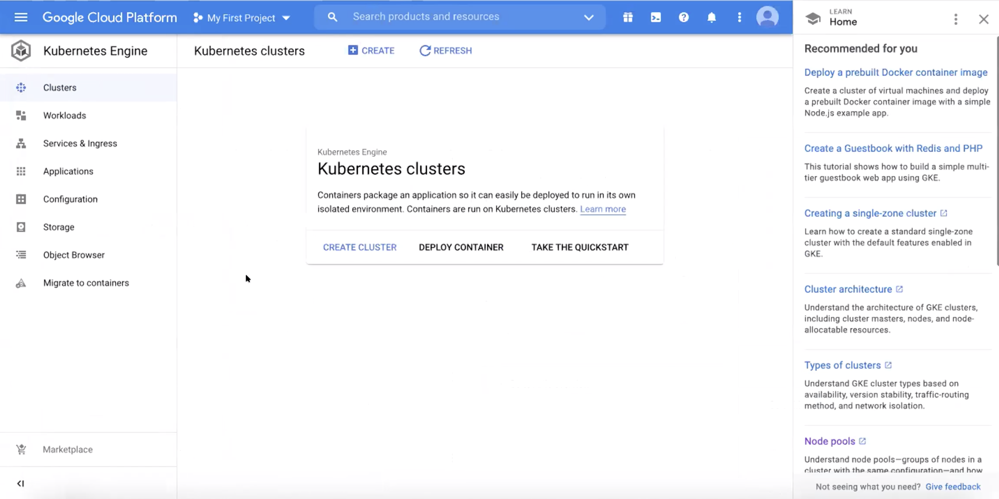 Google Cloud Platform
My First Project
Search products and resources
LEARN
Home
Kubernetes Engine
Kubernetes clusters
CREATE
REFRESH
Clusters
Workloads
Services & Ingress
Applications
Configuration
Storage
Object Browser
Migrate to containers
Marketplace
Kubernetes Engine
Kubernetes clusters
Containers package an application so it can easily be deployed to run in its own
isolated environment. Containers are run on Kubernetes clusters. Learn more
CREATE CLUSTER
DEPLOY CONTAINER
TAKE THE QUICKSTART
Recommended for you
Deploy a prebuilt Docker container image
Create a cluster of virtual machines and deploy
a prebuilt Docker container image with a simple
Node.js example app.
Create a Guestbook with Redis and PHP
This tutorial shows how to build a simple multi-
tier guestbook web app using GKE.
Creating a single-zone cluster
Learn how to create a standard single-zone
cluster with the default features enabled in
GKE.
Cluster architecture
Understand the architecture of GKE clusters,
including cluster masters, nodes, and node-
allocatable resources.
Types of clusters
Understand GKE cluster types based on
availability, version stability, traffic-routing
method, and network isolation.
Node pools
Understand node pools—groups of nodes in a
cluster with the same configuration—and how
Not seeing what you need? Give feedback